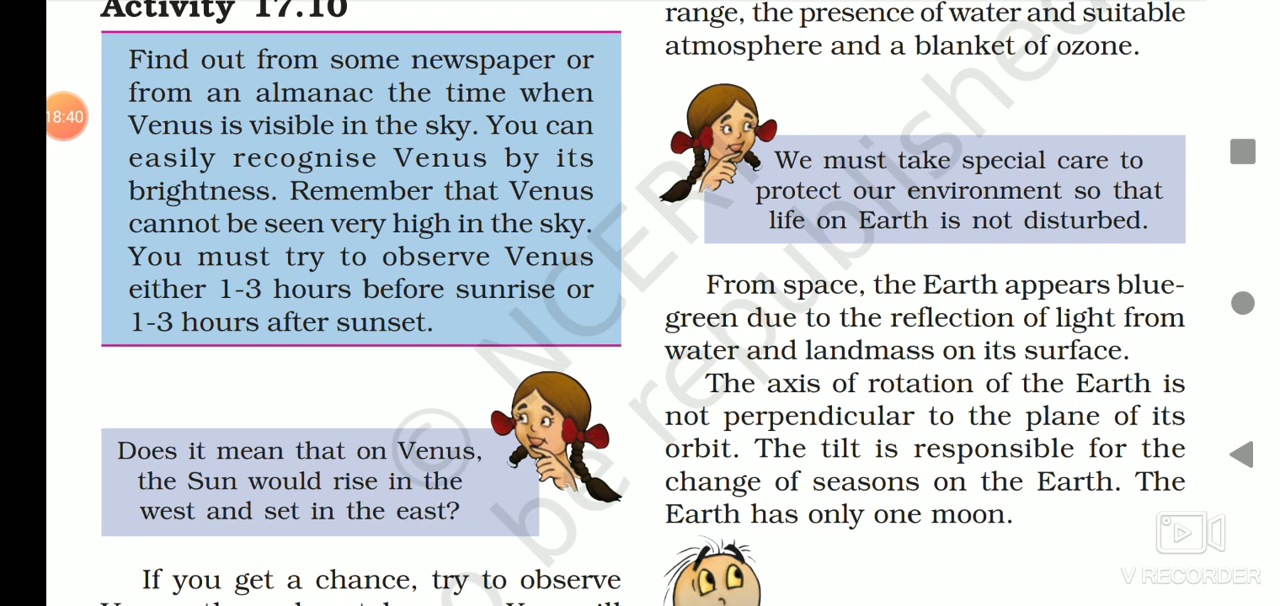 Activity 17.10
Find out from some newspaper or
from an almanac the time when
Venus is visible in the sky. You can
easily recognise Venus by its
brightness. Remember that Venus
cannot be seen very high in the sky.
You must try to observe Venus
either 1-3 hours before sunrise or
1-3 hours after sunset.
Does it mean that on Venus,
the Sun would rise in the
west and set in the east?
If you get a chance, try to observe
range, the presence of water and suitable
atmosphere and a blanket of ozone.
We must take special care to
protect our environment so that
life on Earth is not disturbed.
From space, the Earth appears blue-
green due to the reflection of light from
water and landmass on its surface.
The axis of rotation of the Earth is
not perpendicular to the plane of its
orbit. The tilt is responsible for the
change of seasons on the Earth. The
Earth has only one moon.
18:40
© NCERT
be republished
V RECORDER